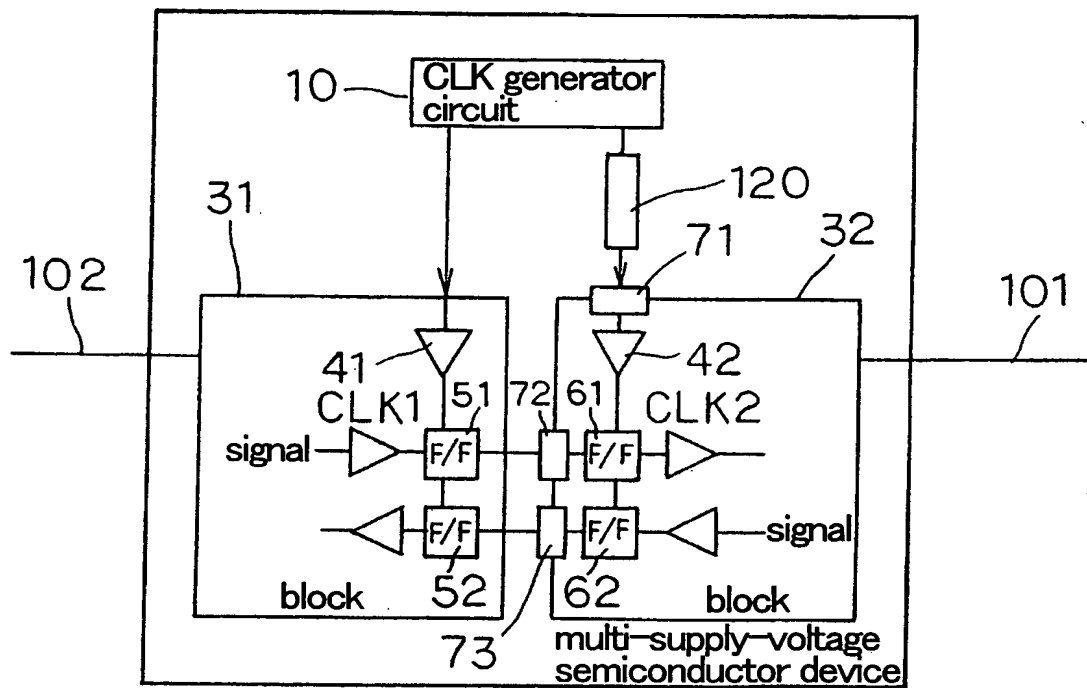 10
CLK generator
circuit
120
31
71
32
102
101
41
42
CLK1
51
72
61
CLK2
signal
F/F
F/F
F/F
F/F
signal
52
62
block
block
73
multi-supply-voltage
semiconductor device